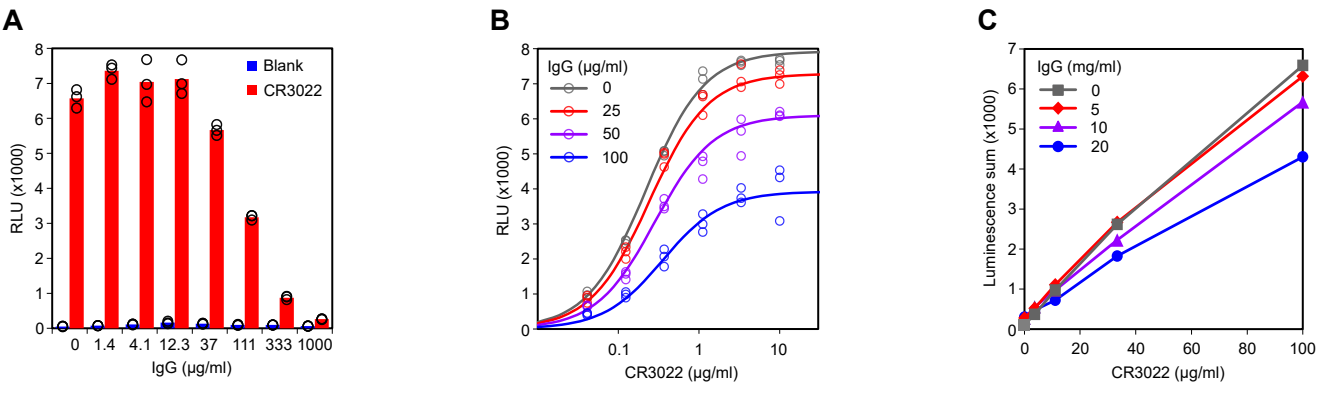 A
8
7
6
5
4
3
2
1
0
RLU (x1000)
Blank
CR3022
0 1.4 4.1 12.3 37 111 333 1000
IgG (µg/ml)
B
8
7
6
5
4
3
2
1
0
RLU (x1000)
IgG (µg/ml)
0
25
50
100
0.1 1 10
CR3022 (µg/ml)
C
7
6
5
4
3
2
1
0
Luminescence sum (x1000)
IgG (mg/ml)
0
5
10
20
0 20 40 60 80 100
CR3022 (µg/ml)